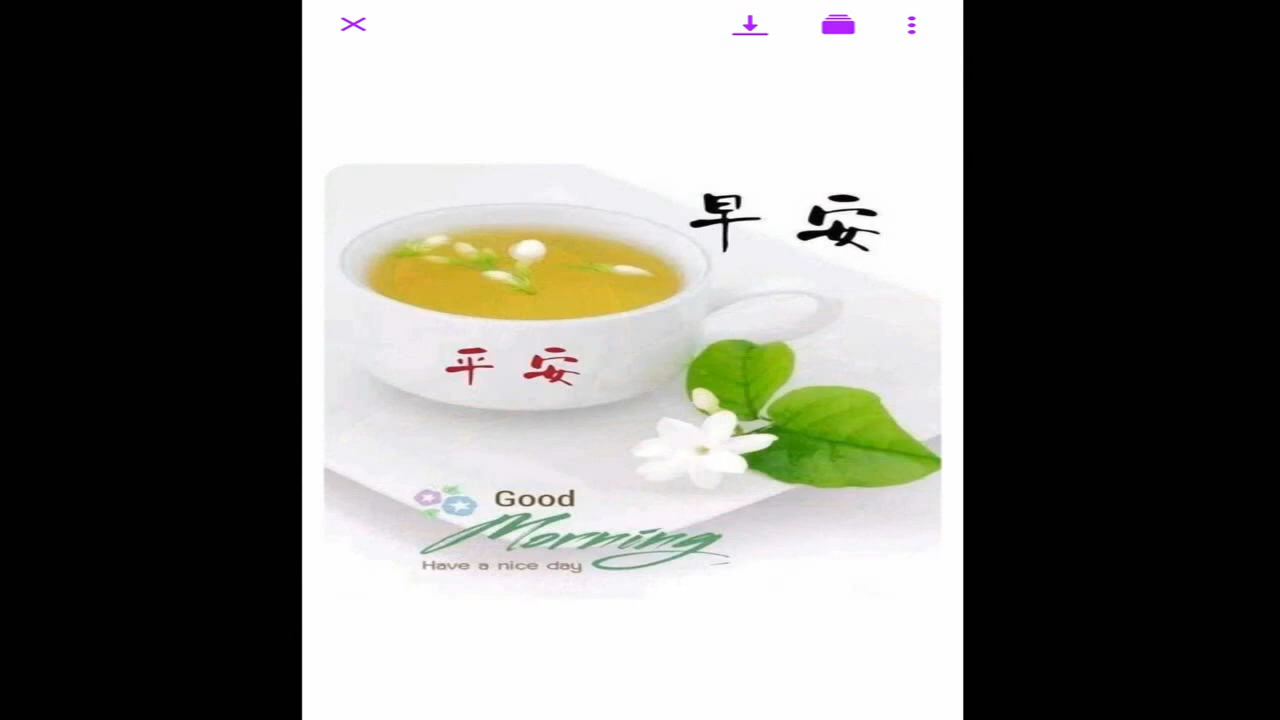 早安
平安
Good
Morning
Have a nice day